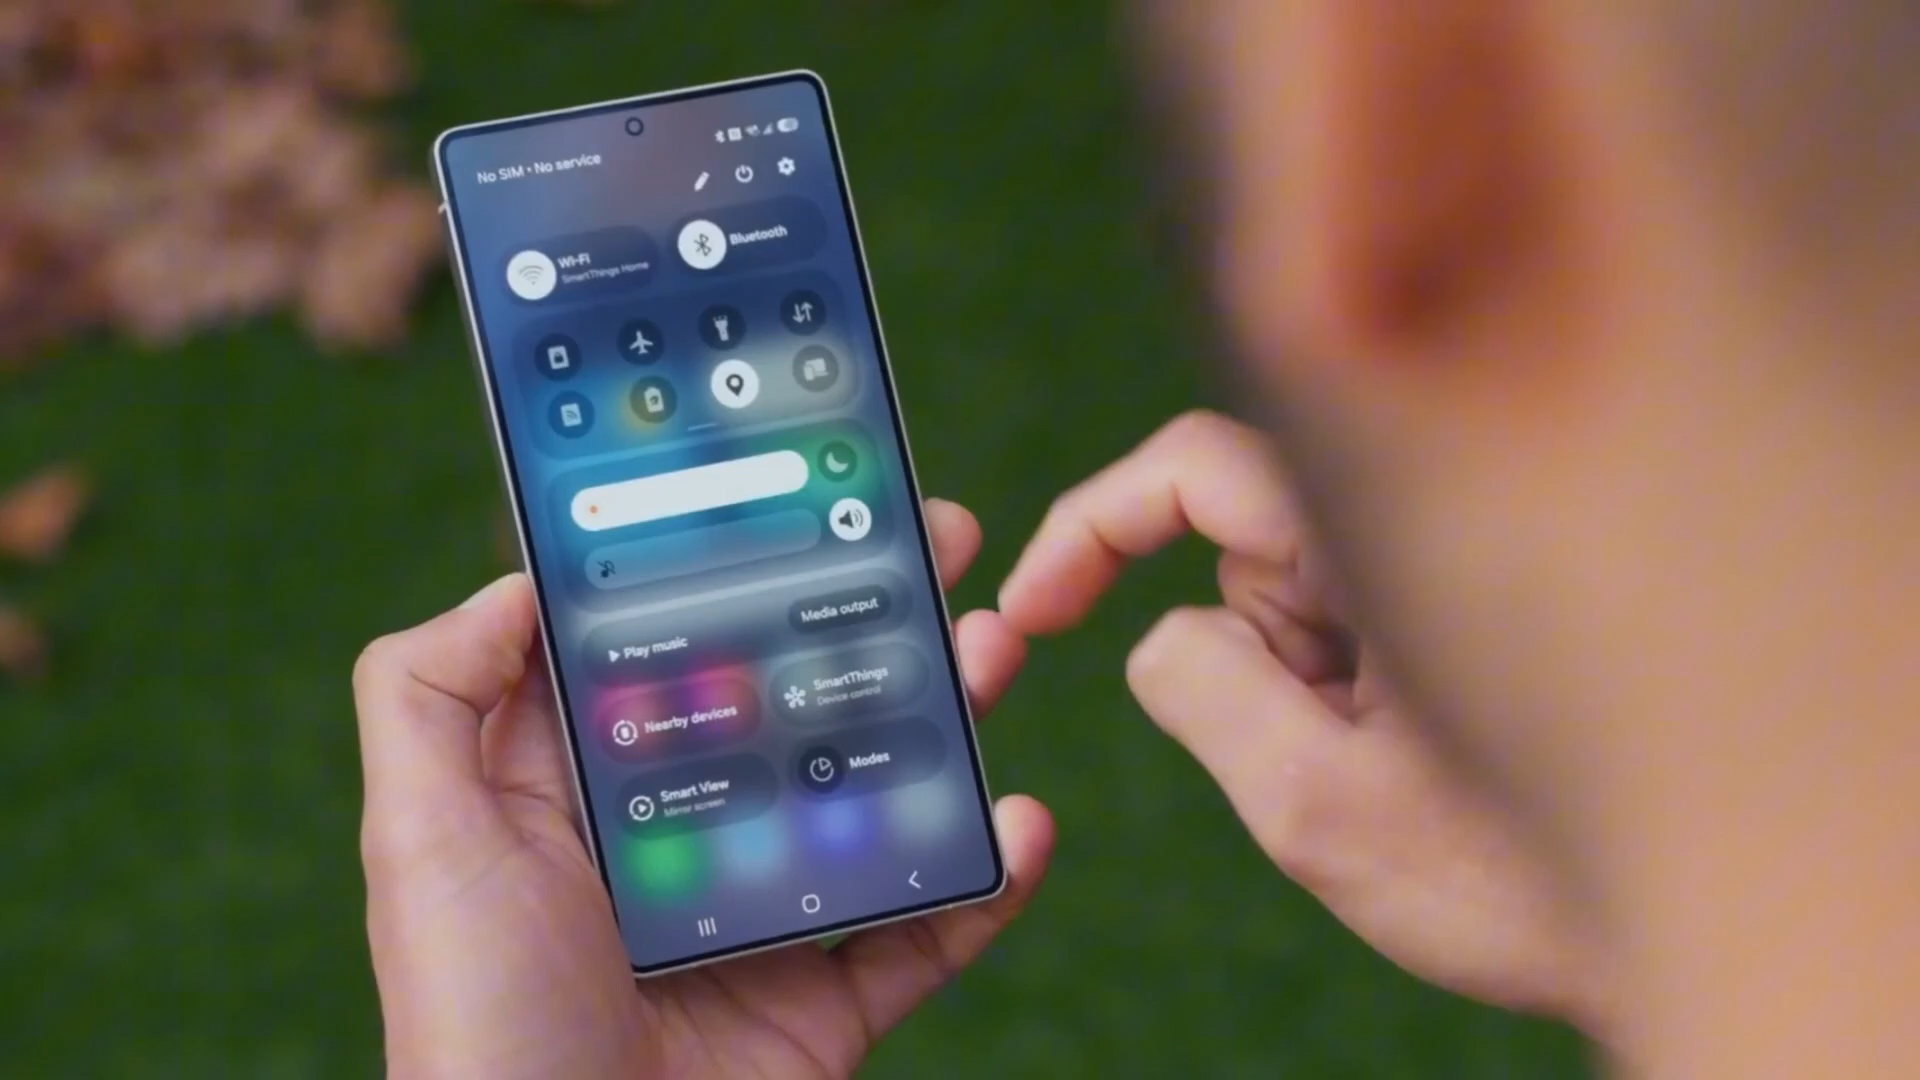 No SIM • No service
Wi-Fi
SmartThings Home
Bluetooth
Media output
Play music
SmartThings
Device control
Nearby devices
Modes
Smart View
Mirror screen